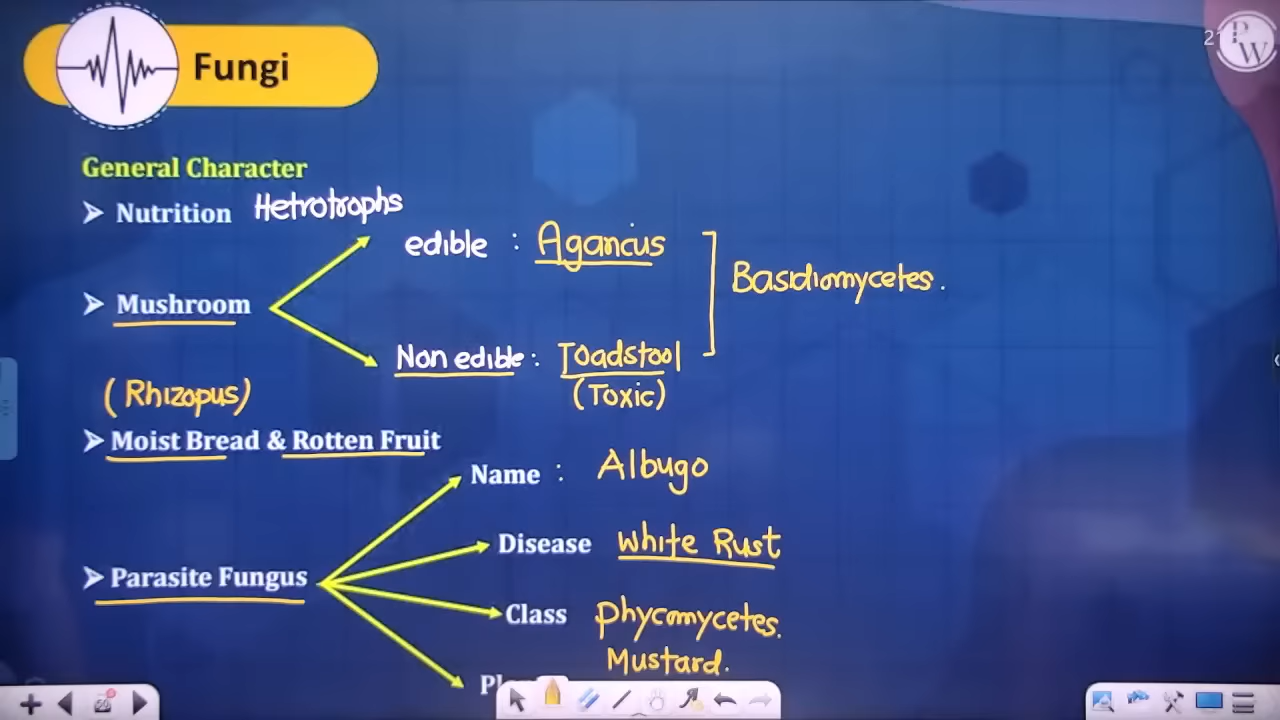 Fungi
PW
General Character
➤ Nutrition Hetrotrophs
edible : Agaricus
➤ Mushroom
Basidiomycetes.
Non edible : Toadstool
(Toxic)
(Rhizopus)
➤ Moist Bread & Rotten Fruit
Name : Albugo
Disease white Rust
➤ Parasite Fungus
Class phycomycetes.
Mustard.